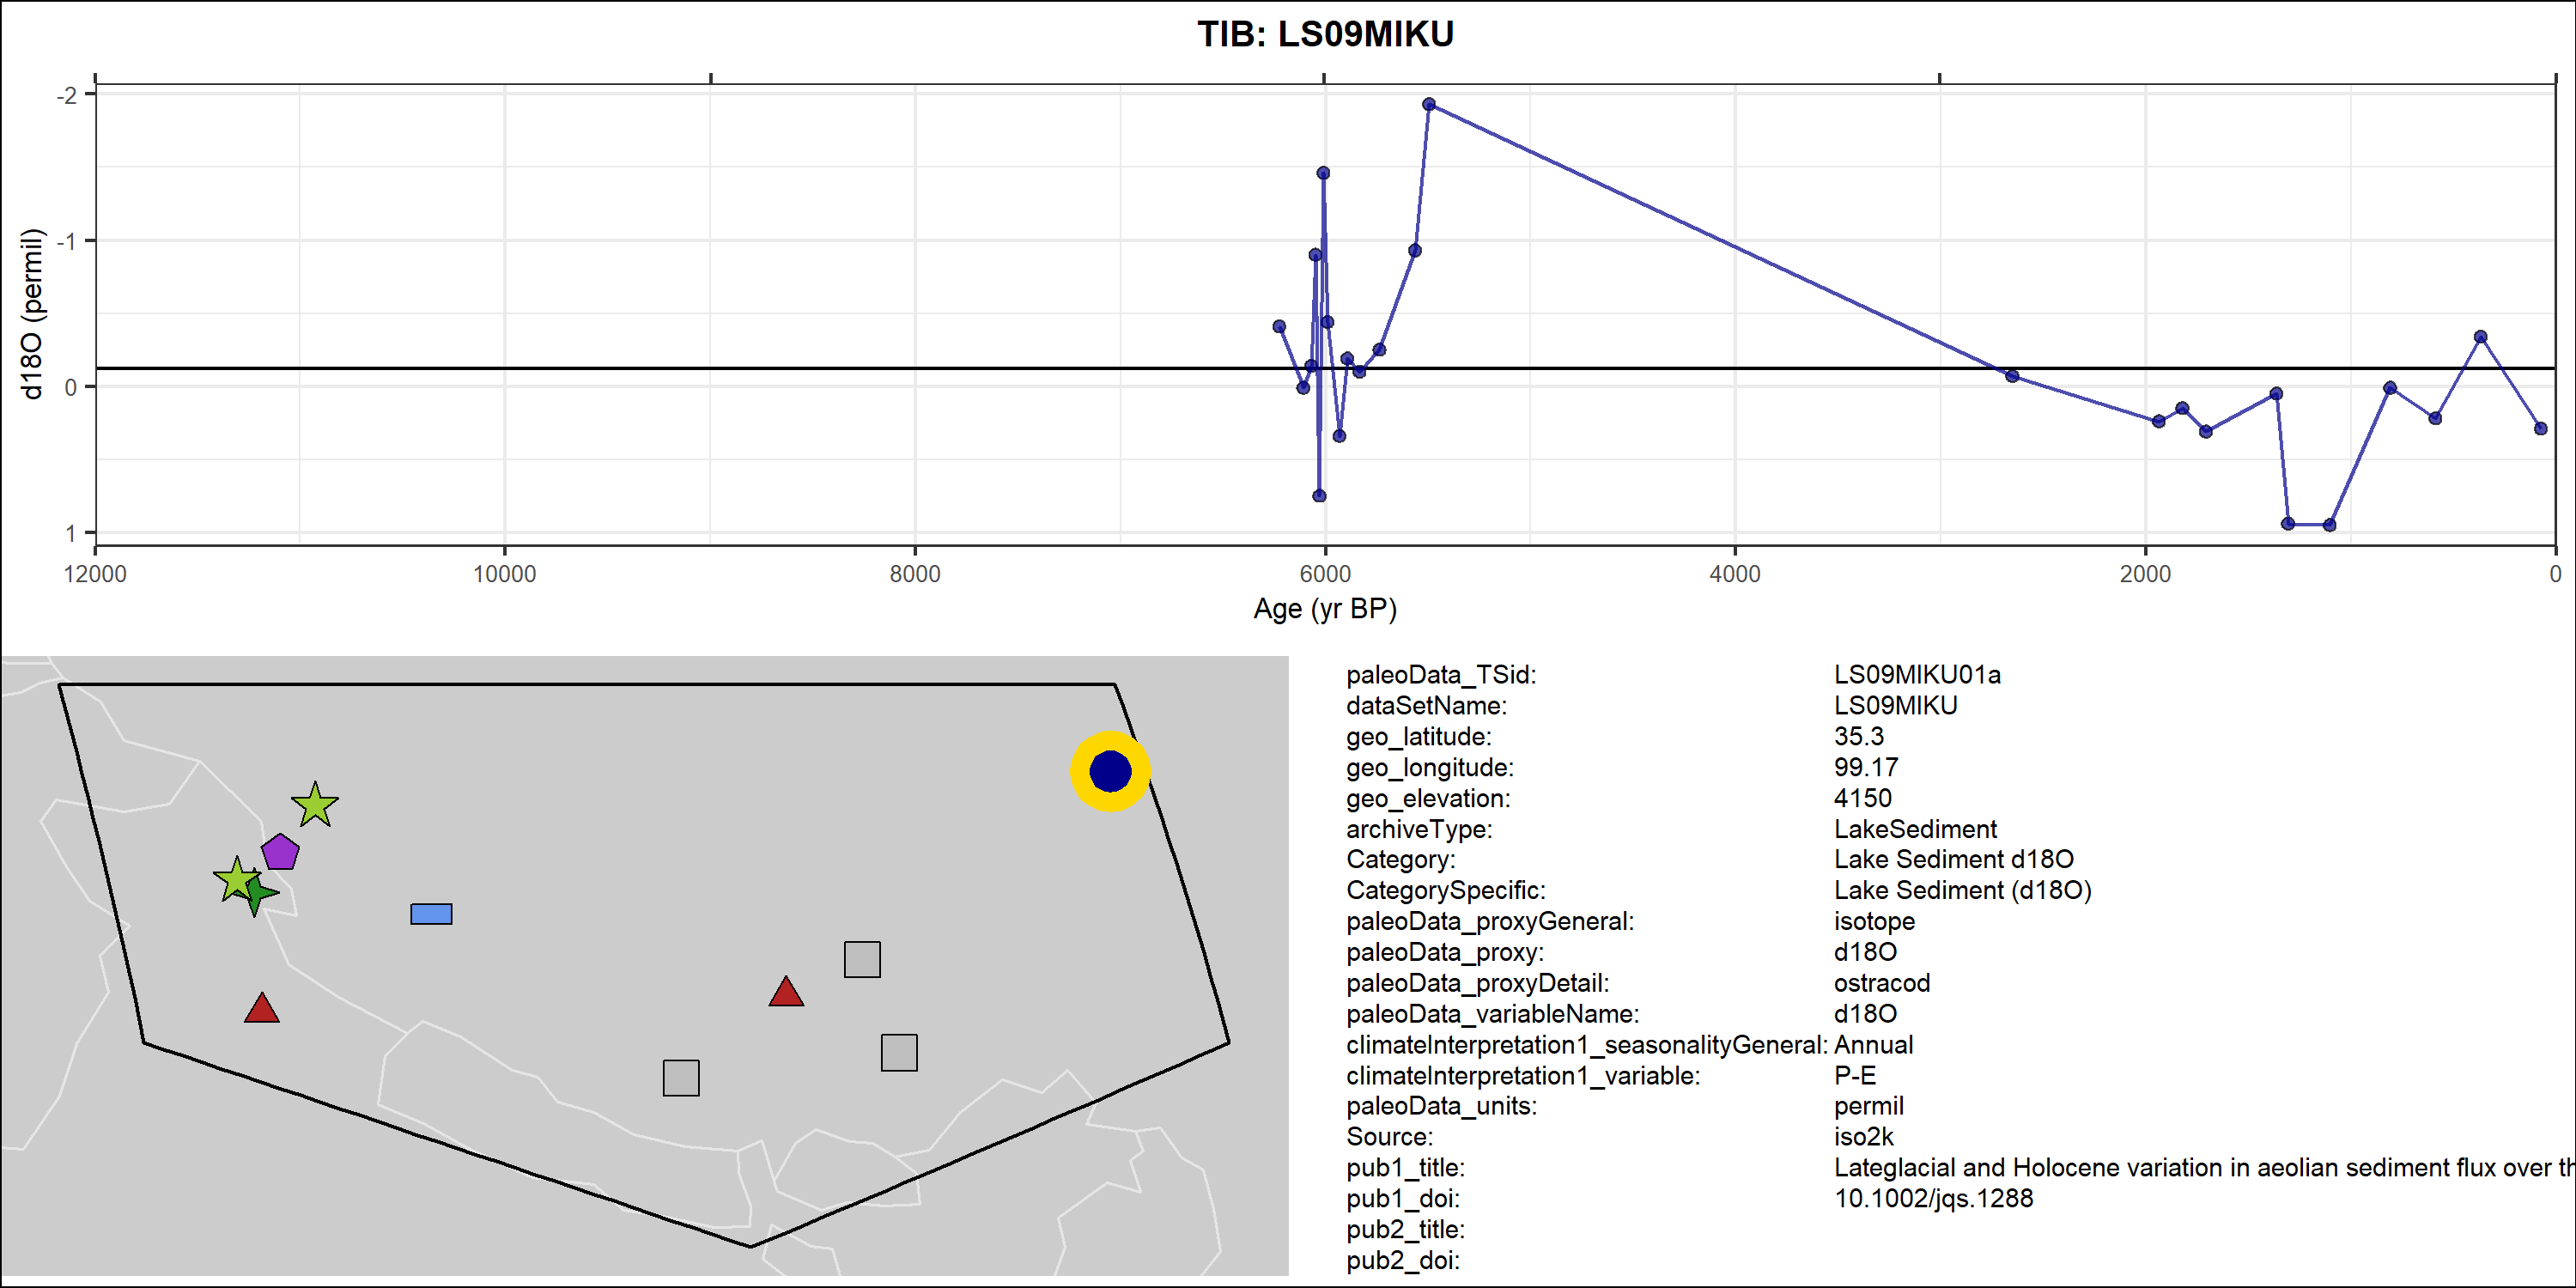 TIB: LS09MIKU
-2
-1
0
1
d18O (permil)
12000 10000 8000 6000 4000 2000 0
Age (yr BP)
paleoData_TSid: LS09MIKU01a
dataSetName: LS09MIKU
geo_latitude: 35.3
geo_longitude: 99.17
geo_elevation: 4150
archiveType: LakeSediment
Category: Lake Sediment d18O
CategorySpecific: Lake Sediment (d18O)
paleoData_proxyGeneral: isotope
paleoData_proxy: d18O
paleoData_proxyDetail: ostracod
paleoData_variableName: d18O
climateInterpretation1_seasonalityGeneral: Annual
climateInterpretation1_variable: P-E
paleoData_units: permil
Source: iso2k
pub1_title: Lateglacial and Holocene variation in aeolian sediment flux over
pub1_doi: 10.1002/jqs.1288
pub2_title:
pub2_doi: